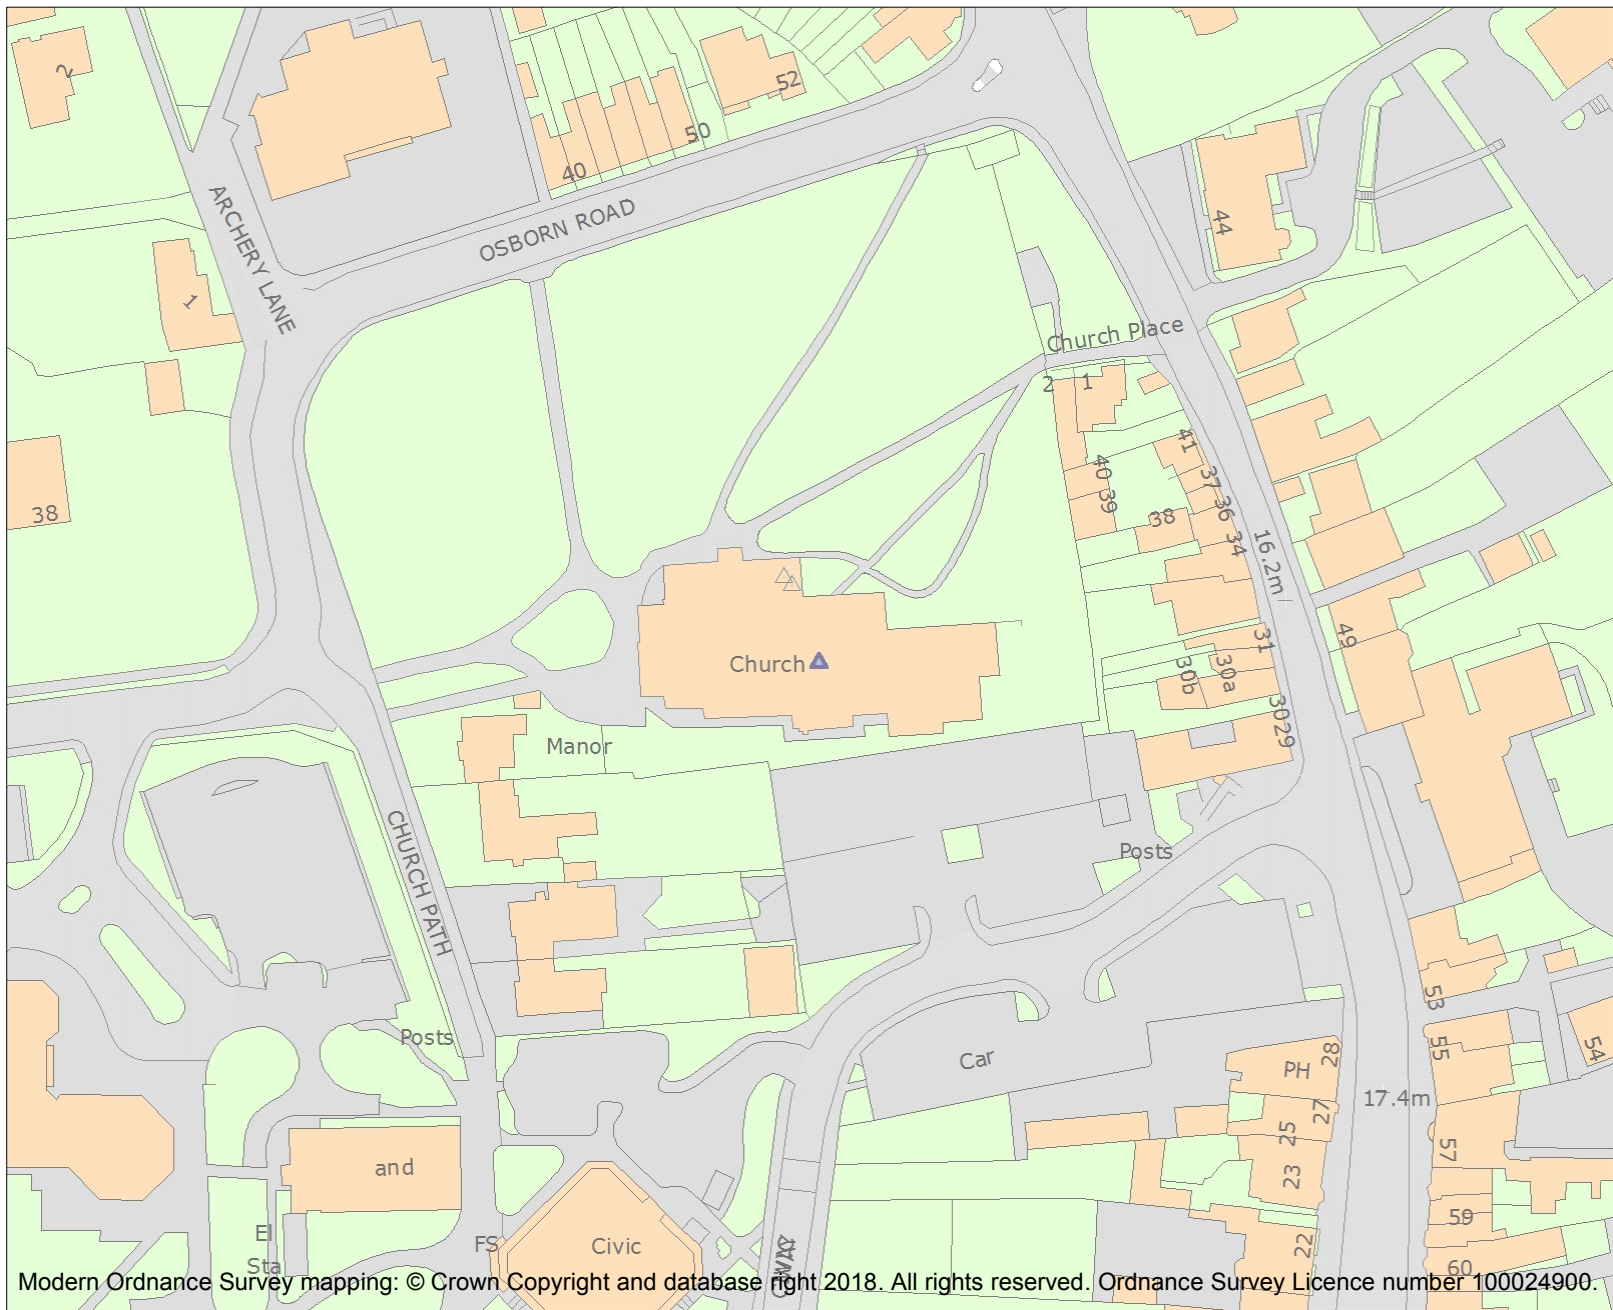 2
52
50
40
OSBORN ROAD
ARCHERY LANE
44
1
Church Place
2
1
41
40
39
37
36
38
34
16.2m
38
31
49
30a
30b
3029
Church
Manor
CHURCH PATH
Posts
Posts
53
55
54
28
PH
Car
27
17.4m
25
57
23
and
El
Sta
FS
Civic
22
59
60
Modern Ordnance Survey mapping: © Crown Copyright and database right 2018. All rights reserved. Ordnance Survey Licence number 100024900.